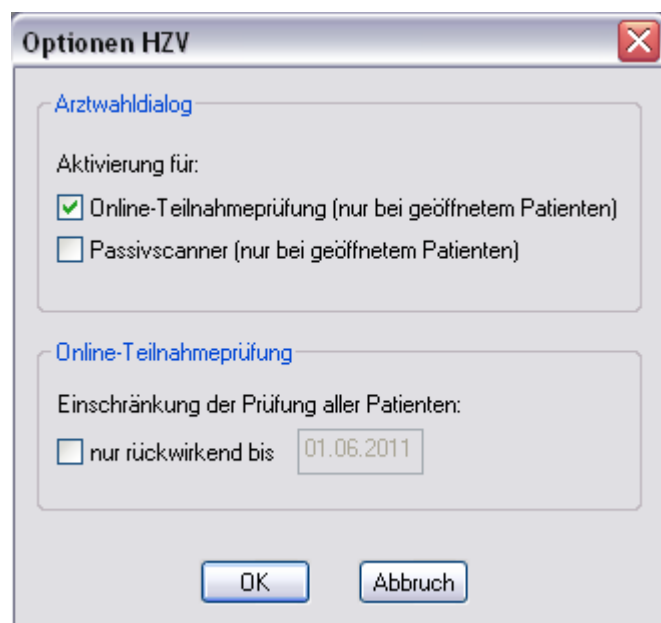 Optionen HZV
Arztwahldialog
Aktivierung für:
Online-Teilnahmeprüfung (nur bei geöffnetem Patienten)
Passivscanner (nur bei geöffnetem Patienten)
Online-Teilnahmeprüfung
Einschränkung der Prüfung aller Patienten:
nur rückwirkend bis 01.06.2011
OK Abbruch